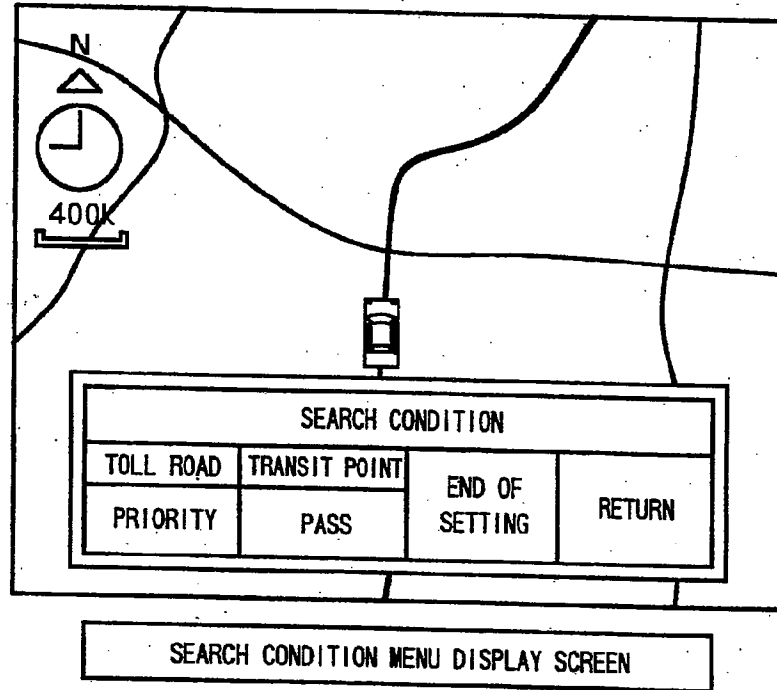 N
400k
SEARCH CONDITION
TOLL ROAD TRANSIT POINT
PRIORITY PASS
END OF
SETTING
RETURN
SEARCH CONDITION MENU DISPLAY SCREEN